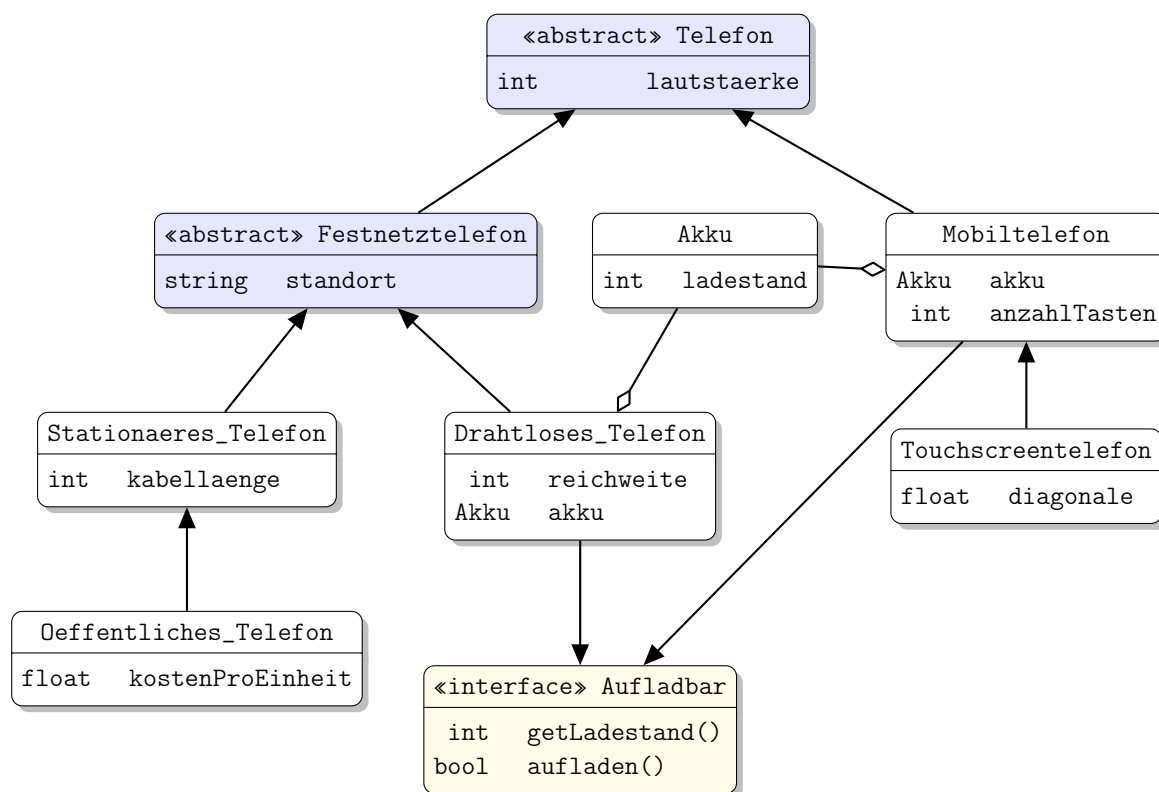 «abstract» Telefon
int lautstaerke
«abstract» Festnetztelefon
string standort
Akku
int ladestand
Mobiltelefon
Akku akku
int anzahlTasten
Stationaeres_Telefon
int kabellaenge
Drahtloses_Telefon
int reichweite
Akku akku
Touchscreentelefon
float diagonale
Oeffentliches_Telefon
float kostenProEinheit
«interface» Aufladbar
int getLadestand()
bool aufladen()